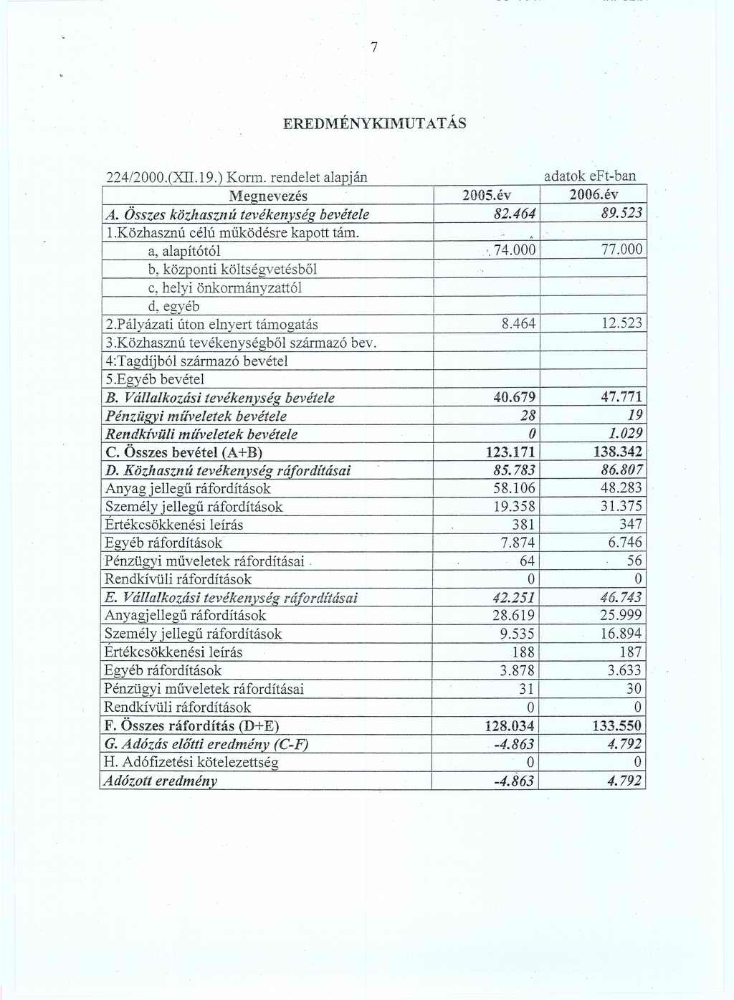 7
EREDMÉNYKIMUTATÁS
224/2000.(XII.19.) Korm. rendelet alapján adatok eFt-ban
Megnevezés 2005.év 2006.év
A. Összes közhasznú tevékenység bevétele 82.464 89.523
1.Közhasznú célú működésre kapott tám.
a, alapítótól 74.000 77.000
b, központi költségvetésből
c, helyi önkormányzattól
d, egyéb
2.Pályázati úton elnyert támogatás 8.464 12.523
3.Közhasznú tevékenységből származó bev.
4:Tagdíjból származó bevétel
5.Egyéb bevétel
B. Vállalkozási tevékenység bevétele 40.679 47.771
Pénzügyi műveletek bevétele 28 19
Rendkívüli műveletek bevétele 0 1.029
C. Összes bevétel (A+B) 123.171 138.342
D. Közhasznú tevékenység ráfordításai 85.783 86.807
Anyag jellegű ráfordítások 58.106 48.283
Személy jellegű ráfordítások 19.358 31.375
Értékcsökkenési leírás 381 347
Egyéb ráfordítások 7.874 6.746
Pénzügyi műveletek ráfordításai 64 56
Rendkívüli ráfordítások 0 0
E. Vállalkozási tevékenység ráfordításai 42.251 46.743
Anyagjellegű ráfordítások 28.619 25.999
Személy jellegű ráfordítások 9.535 16.894
Értékcsökkenési leírás 188 187
Egyéb ráfordítások 3.878 3.633
Pénzügyi műveletek ráfordításai 31 30
Rendkívüli ráfordítások 0 0
F. Összes ráfordítás (D+E) 128.034 133.550
G. Adózás előtti eredmény (C-F) -4.863 4.792
H. Adófizetési kötelezettség 0 0
Adózott eredmény -4.863 4.792